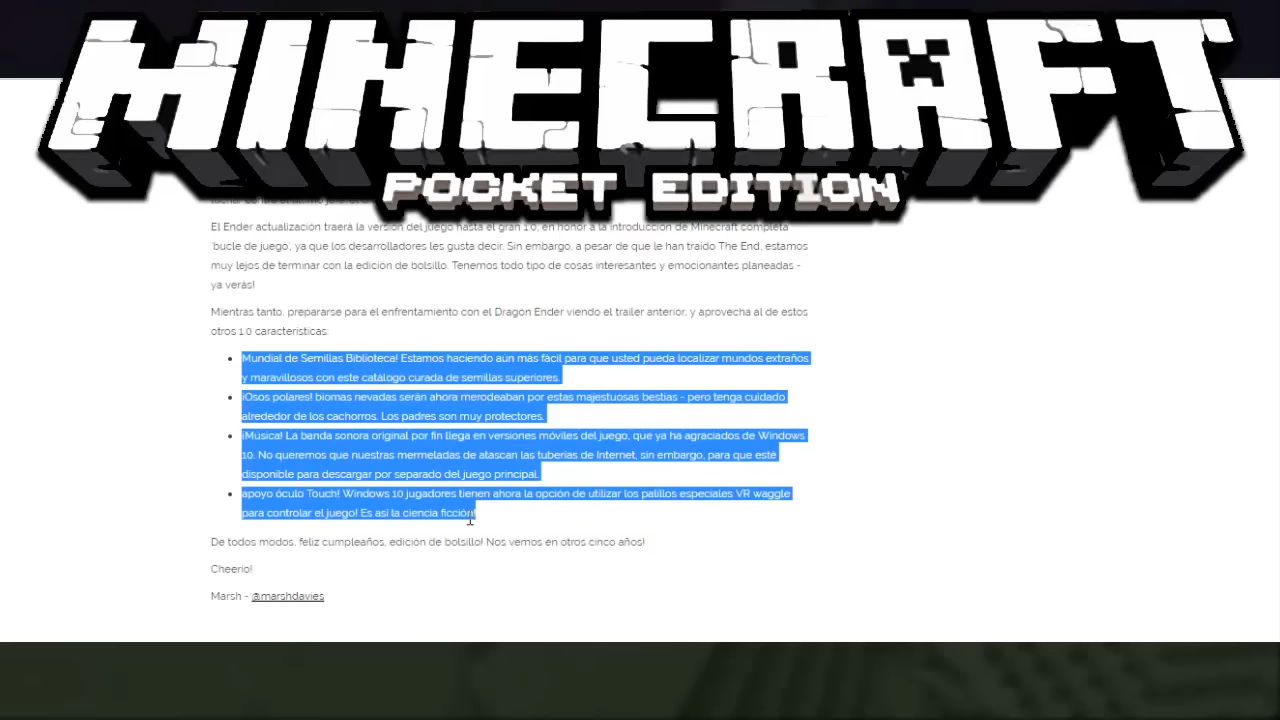 MINECRAFT
POCKET EDITION
El Ender actualización traerá la versión del juego hasta el gran 1.0, en honor a la introducción de Minecraft completa
'bucle de juego', ya que los desarrolladores les gusta decir. Sin embargo, a pesar de que le han traído The End, estamos
muy lejos de terminar con la edición de bolsillo. Tenemos todo tipo de cosas interesantes y emocionantes planeadas -
ya verás!
Mientras tanto, prepararse para el enfrentamiento con el Dragón Ender viendo el trailer anterior, y aprovecha al de estos
otros 1.0 características:
• Mundial de Semillas Biblioteca! Estamos haciendo aún más fácil para que usted pueda localizar mundos extraños
y maravillosos con este catálogo curada de semillas superiores.
• ¡Osos polares! biomas nevadas serán ahora merodeaban por estas majestuosas bestias - pero tenga cuidado
alrededor de los cachorros. Los padres son muy protectores.
• ¡Música! La banda sonora original por fin llega en versiones móviles del juego, que ya ha agraciados de Windows
10. No queremos que nuestras mermeladas de atascan las tuberías de Internet, sin embargo, para que esté
disponible para descargar por separado del juego principal.
• apoyo óculo Touch! Windows 10 jugadores tienen ahora la opción de utilizar los palillos especiales VR waggle
para controlar el juego! Es así la ciencia ficción!
De todos modos, feliz cumpleaños, edición de bolsillo! Nos vemos en otros cinco años!
Cheerio!
Marsh - @marshdavies